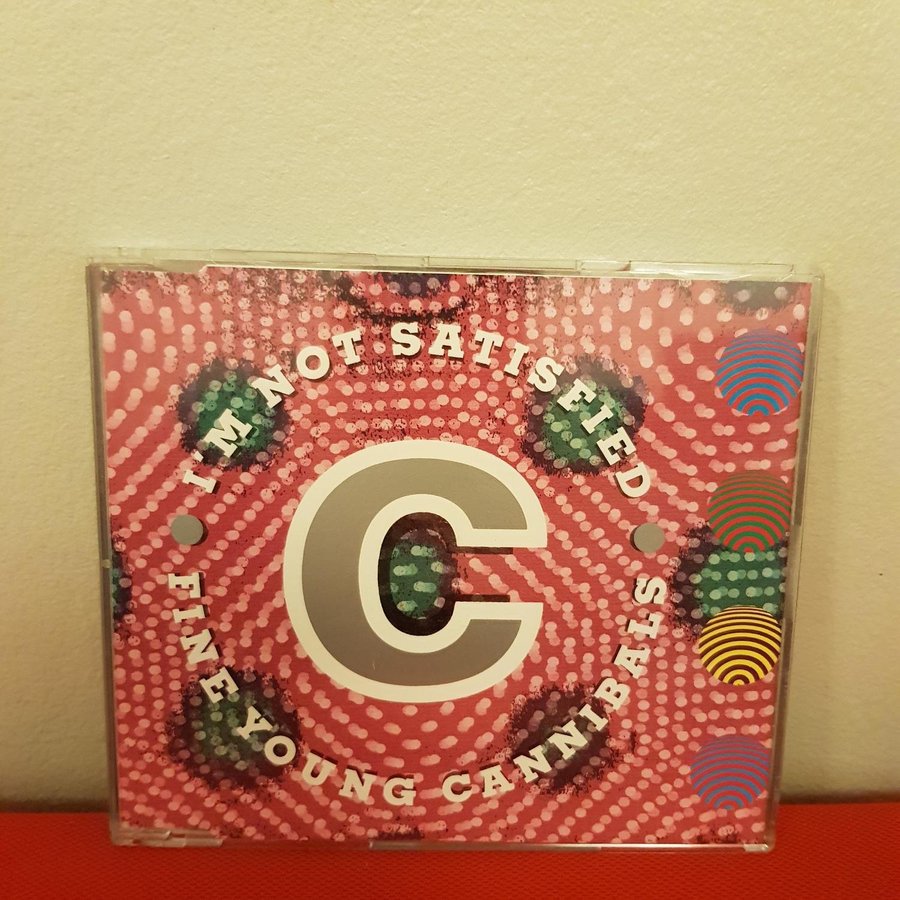 I'M NOT SATISFIED
C
FINE YOUNG CANNIBALS